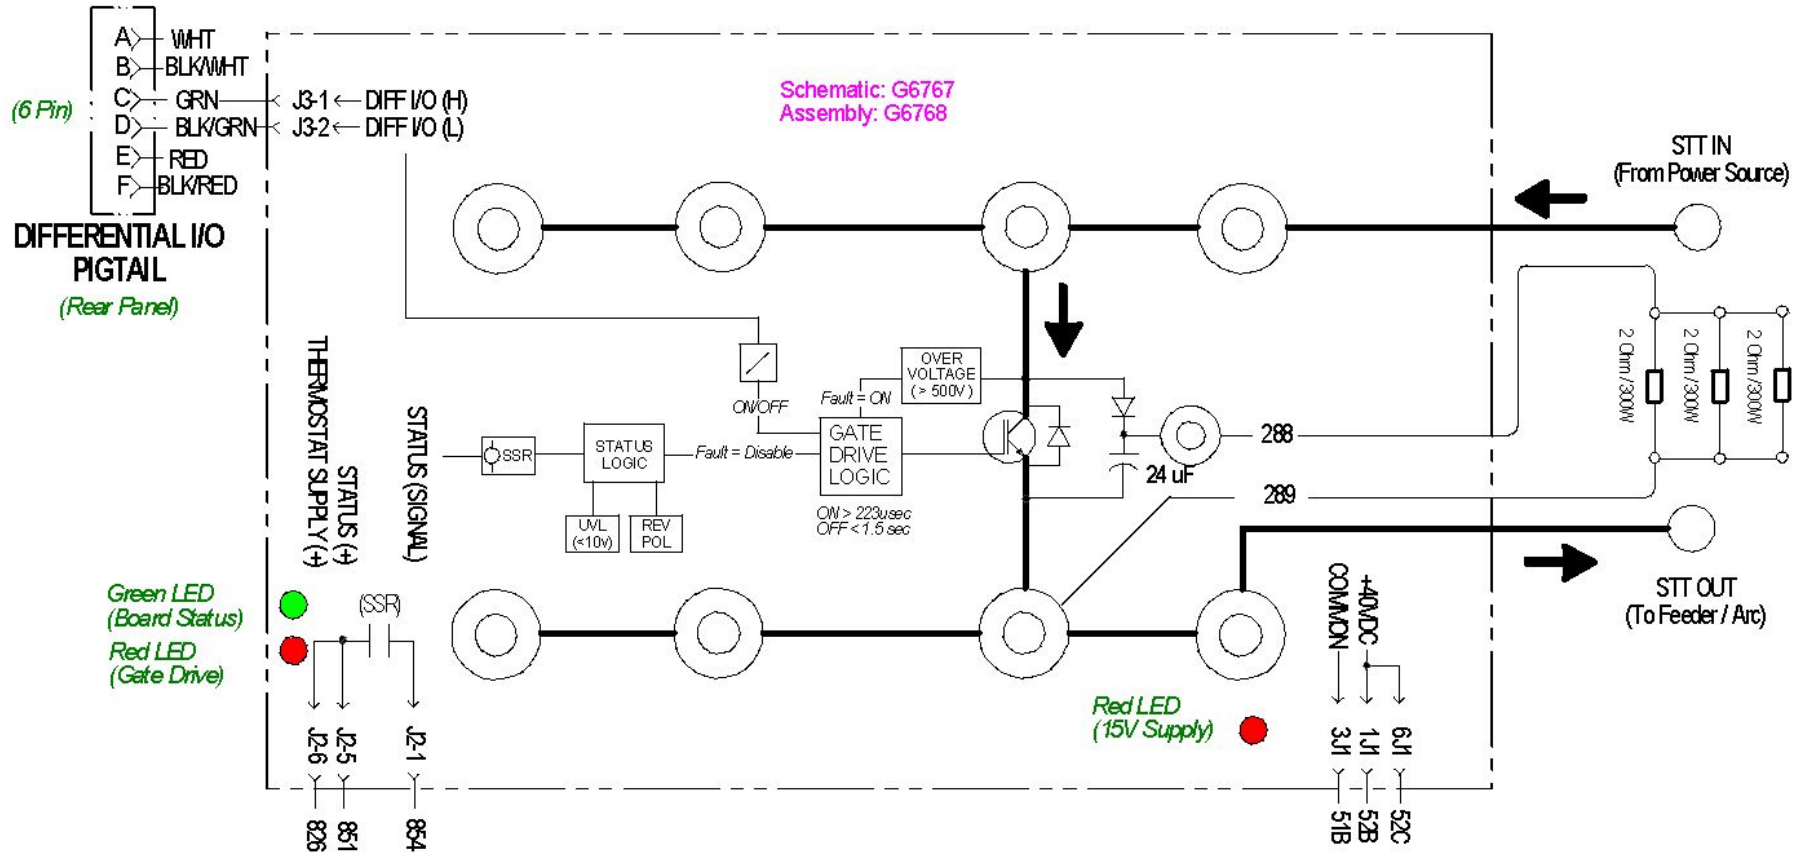 A WHT
B BLK/WHT
(6 Pin)
C GRN J3-1 DIFF I/O (H)
D BLK/GRN J3-2 DIFF I/O (L)
E RED
F BLK/RED
DIFFERENTIAL I/O
PIGTAIL
(Rear Panel)
Schematic: G6767
Assembly: G6768
STT IN
(From Power Source)
2 Ohm /300W
2 Ohm /300W
2 Ohm /300W
OVER
VOLTAGE
( > 500V )
Fault = ON
ON/OFF
GATE
DRIVE
LOGIC
ON > 223usec
OFF < 1.5 sec
Fault = Disable
STATUS
LOGIC
SSR
UVL
(<10v)
REV
POL
24 uF
288
289
THERMOSTAT SUPPLY (+)
STATUS (+)
STATUS (SIGNAL)
Green LED
(Board Status)
Red LED
(Gate Drive)
(SSR)
J2-6
J2-5
J2-1
826
851
854
Red LED
(15V Supply)
COMMON
+40VDC
3J1
1J1
6J1
51B
52B
52C
STT OUT
(To Feeder / Arc)